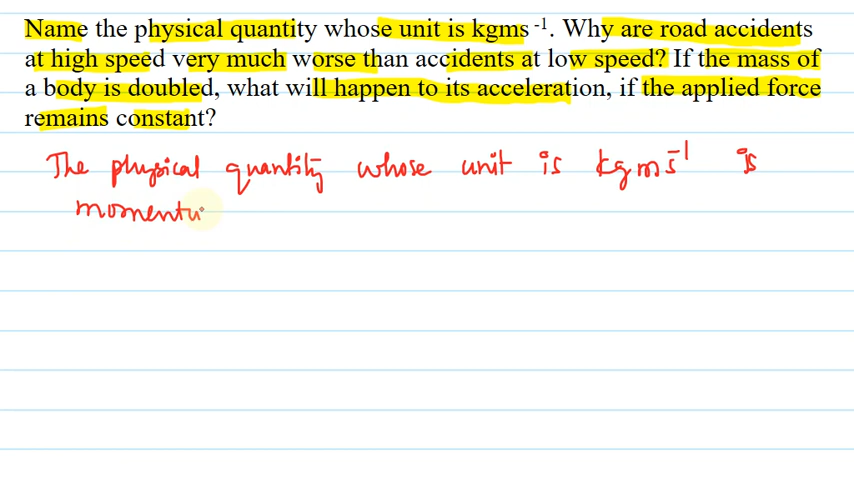 Name the physical quantity whose unit is kgms -1. Why are road accidents
at high speed very much worse than accidents at low speed? If the mass of
a body is doubled, what will happen to its acceleration, if the applied force
remains constant?
The physical quantity whose unit is kgms-1 is
momentu